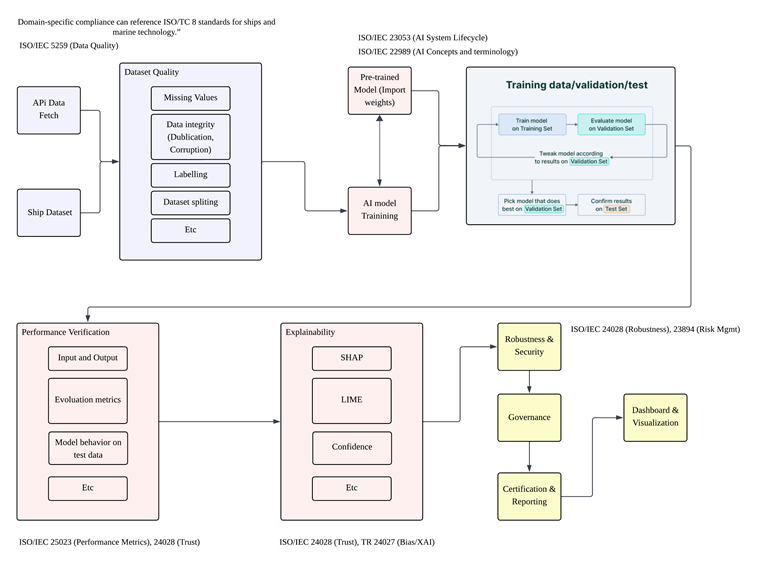 Domain-specific compliance can reference ISO/TC 8 standards for ships and
marine technology.”
ISO/IEC 5259 (Data Quality)
ISO/IEC 23053 (AI System Lifecycle)
ISO/IEC 22989 (AI Concepts and terminology)
APi Data
Fetch
Ship Dataset
Dataset Quality
Missing Values
Data integrity
(Dublication,
Corruption)
Labelling
Dataset spliting
Etc
Pre-trained
Model (Import
weights)
AI model
Trainining
Training data/validation/test
Train model
on Training Set
Evaluate model
on Validation Set
Tweak model according
to results on Validation Set
Pick model that does
best on Validation Set
Confirm results
on Test Set
Performance Verification
Input and Output
Evoluation metrics
Model behavior on
test data
Etc
Explainability
SHAP
LIME
Confidence
Etc
Robustness &
Security
ISO/IEC 24028 (Robustness), 23894 (Risk Mgmt)
Governance
Certification &
Reporting
Dashboard &
Visualization
ISO/IEC 25023 (Performance Metrics), 24028 (Trust)
ISO/IEC 24028 (Trust), TR 24027 (Bias/XAI)